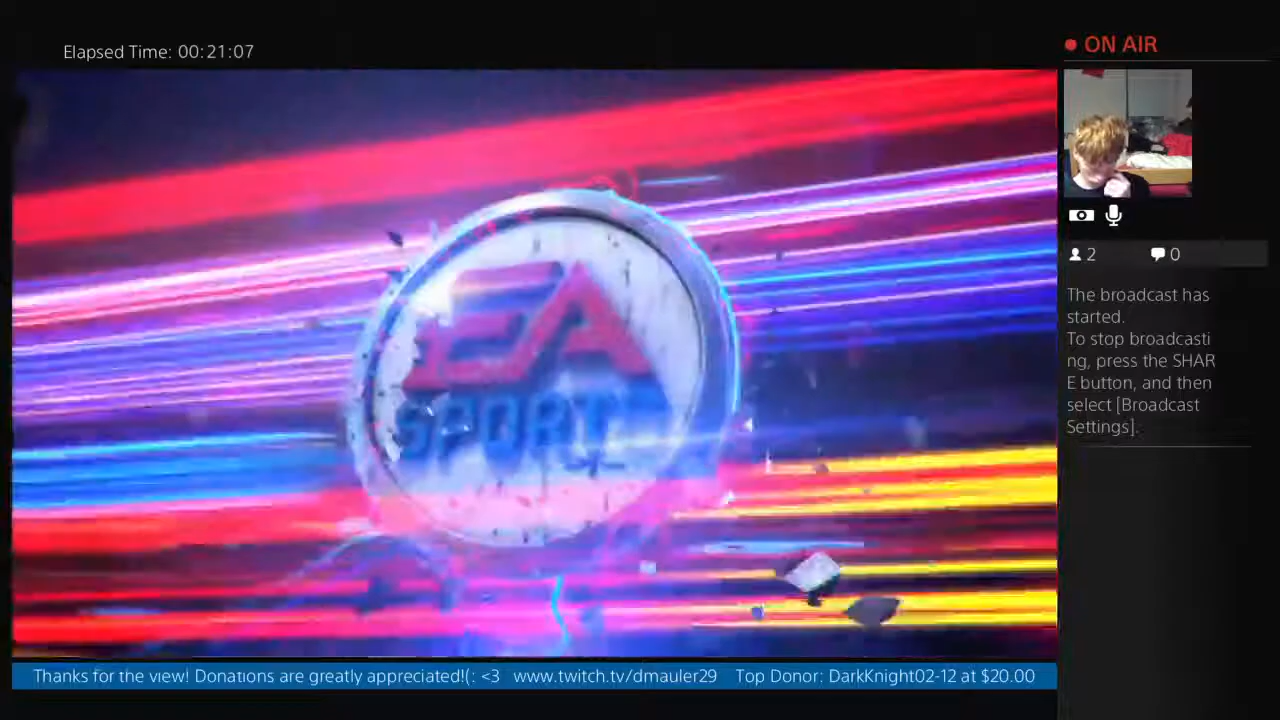 Elapsed Time: 00:21:07
ON AIR
EA
SPORTS
2
0
The broadcast has
started.
To stop broadcasti
ng, press the SHAR
E button, and then
select [Broadcast
Settings].
Thanks for the view! Donations are greatly appreciated!(: <3 www.twitch.tv/dmauler29 Top Donor: DarkKnight02-12 at $20.00